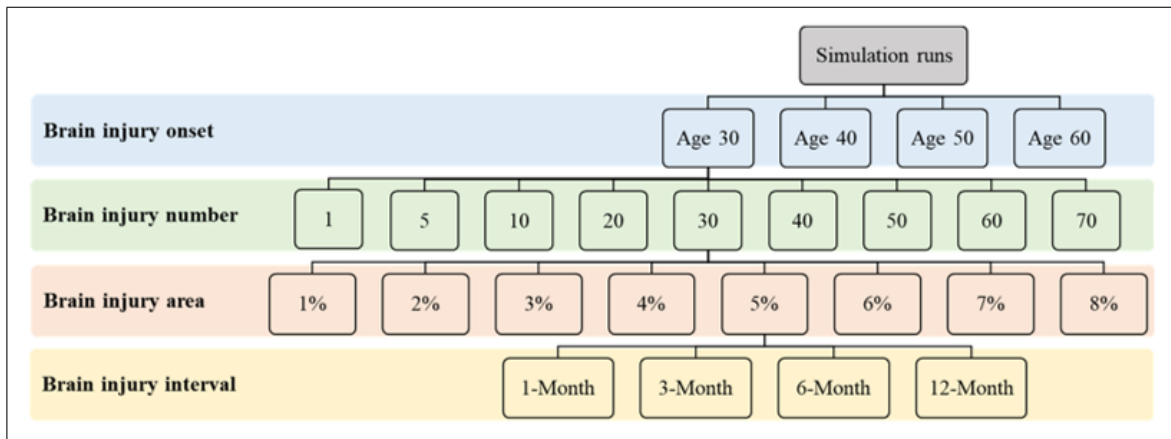 Simulation runs
Brain injury onset
Age 30 Age 40 Age 50 Age 60
Brain injury number
1 5 10 20 30 40 50 60 70
Brain injury area
1% 2% 3% 4% 5% 6% 7% 8%
Brain injury interval
1-Month 3-Month 6-Month 12-Month